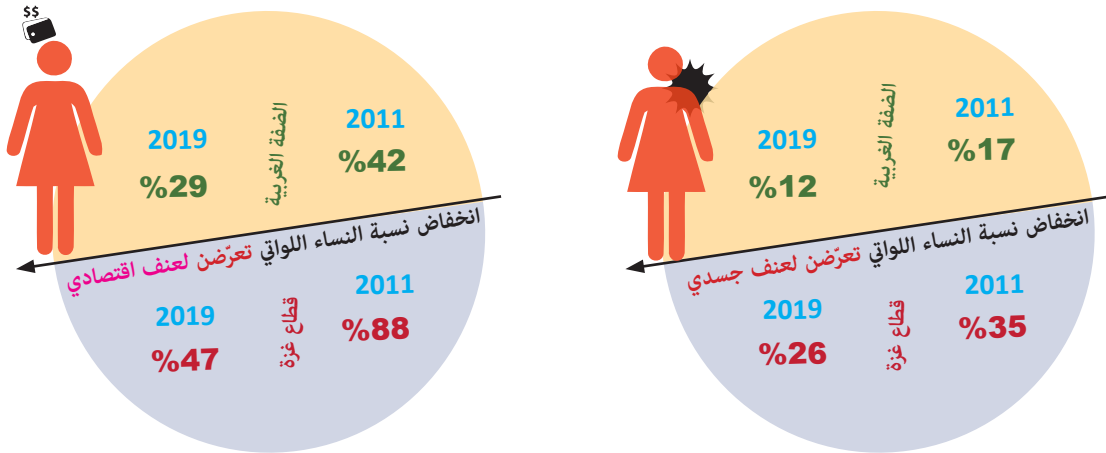 الضفة الغربية
2011
%17
2019
%12
انخفاض نسبة النساء اللواتي تعرّضن لعنف جسدي
قطاع غزة
2011
%35
2019
%26
$$
الضفة الغربية
2011
%42
2019
%29
انخفاض نسبة النساء اللواتي تعرّضن لعنف اقتصادي
قطاع غزة
2011
%88
2019
%47